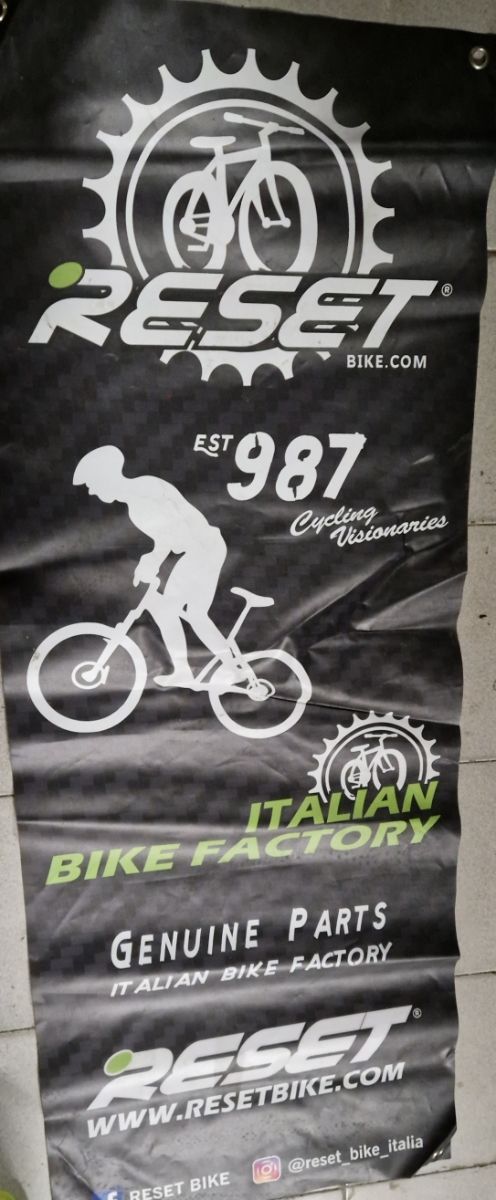 RESET®
BIKE.COM
EST 987
Cycling
Visionaries
ITALIAN
BIKE FACTORY
GENUINE PARTS
ITALIAN BIKE FACTORY
RESET®
WWW.RESETBIKE.COM
f RESET BIKE @reset_bike_italia